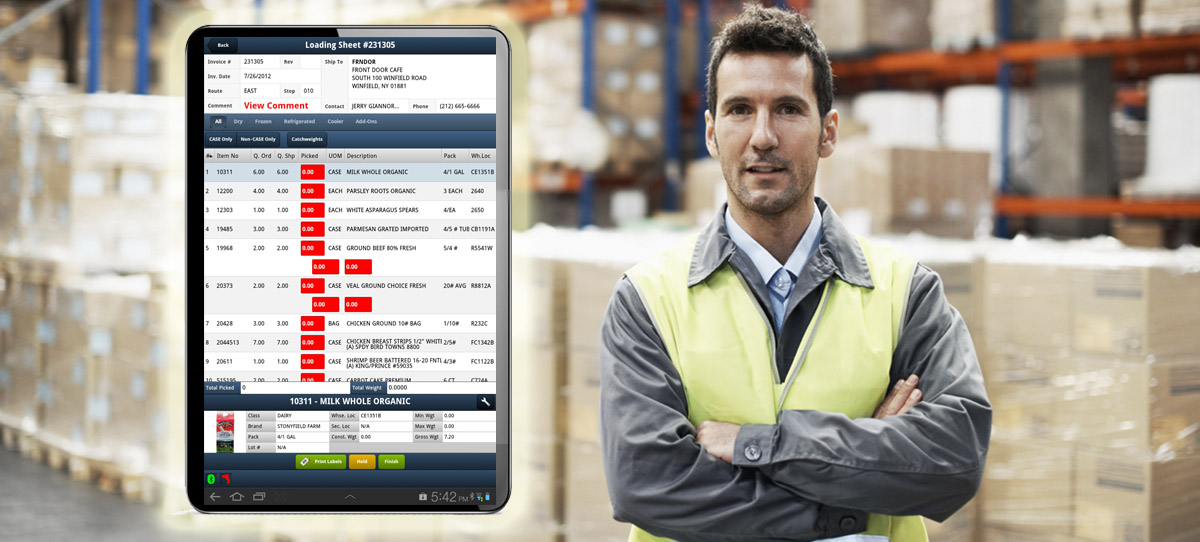 Back Loading Sheet #231305
Invoice # 231305 Rev Ship To FRNDOR
FRONT DOOR CAFE
Inv. Date 7/26/2012 SOUTH 100 WINFIELD ROAD
WINFIELD, NY 01881
Route EAST Stop 010
Comment View Comment Contact JERRY GIANNOR... Phone (212) 665-6666
All Dry Frozen Refrigerated Cooler Add-Ons
CASE Only Non-CASE Only Catchweights
# Item No Q. Ord Q. Shp Picked UOM Description Pack Wh.Loc
1 10311 6.00 6.00 0.00 CASE MILK WHOLE ORGANIC 4/1 GAL CE1351B
2 12200 4.00 4.00 0.00 EACH PARSLEY ROOTS ORGANIC 3 EACH 2640
3 12303 1.00 1.00 0.00 EACH WHITE ASPARAGUS SPEARS 4/EA 2650
4 19485 3.00 3.00 0.00 CASE PARMESAN GRATED IMPORTED 4/5 # TUB CB1191A
5 19968 2.00 2.00 0.00 CASE GROUND BEEF 80% FRESH 5/4 # R5541W
0.00 0.00
6 20373 2.00 2.00 0.00 CASE VEAL GROUND CHOICE FRESH 20# AVG R8812A
0.00 0.00
7 20428 3.00 3.00 0.00 BAG CHICKEN GROUND 10# BAG 1/10# R232C
8 2044513 7.00 7.00 0.00 CASE CHICKEN BREAST STRIPS 1/2" WHIT 2/5# FC1342B
(A) SPDY BIRD TOWNS 8800
9 20611 1.00 1.00 0.00 CASE SHRIMP BEER BATTERED 16-20 FNTL 4/3# FC1122B
(A) KING/PRINCE #59035
10 515195 2.00 2.00 0.00 CASE CARROT CAKE PREMIUM 6 CT C724A
Total Picked 0 Total Weight 0.0000
10311 - MILK WHOLE ORGANIC
Class DAIRY Whse. Loc CE1351B Min Wgt 0.00
Brand STONYFIELD FARM Sec. Loc N/A Max Wgt 0.00
Pack 4/1 GAL Const. Wgt 0.00 Gross Wgt 7.20
Lot # N/A
Print Labels Held Finish
5:42 PM